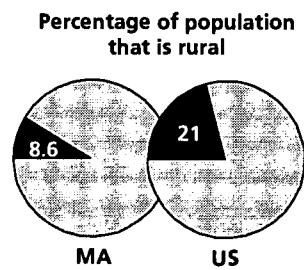 Percentage of population
that is rural
8.6
21
MA
US